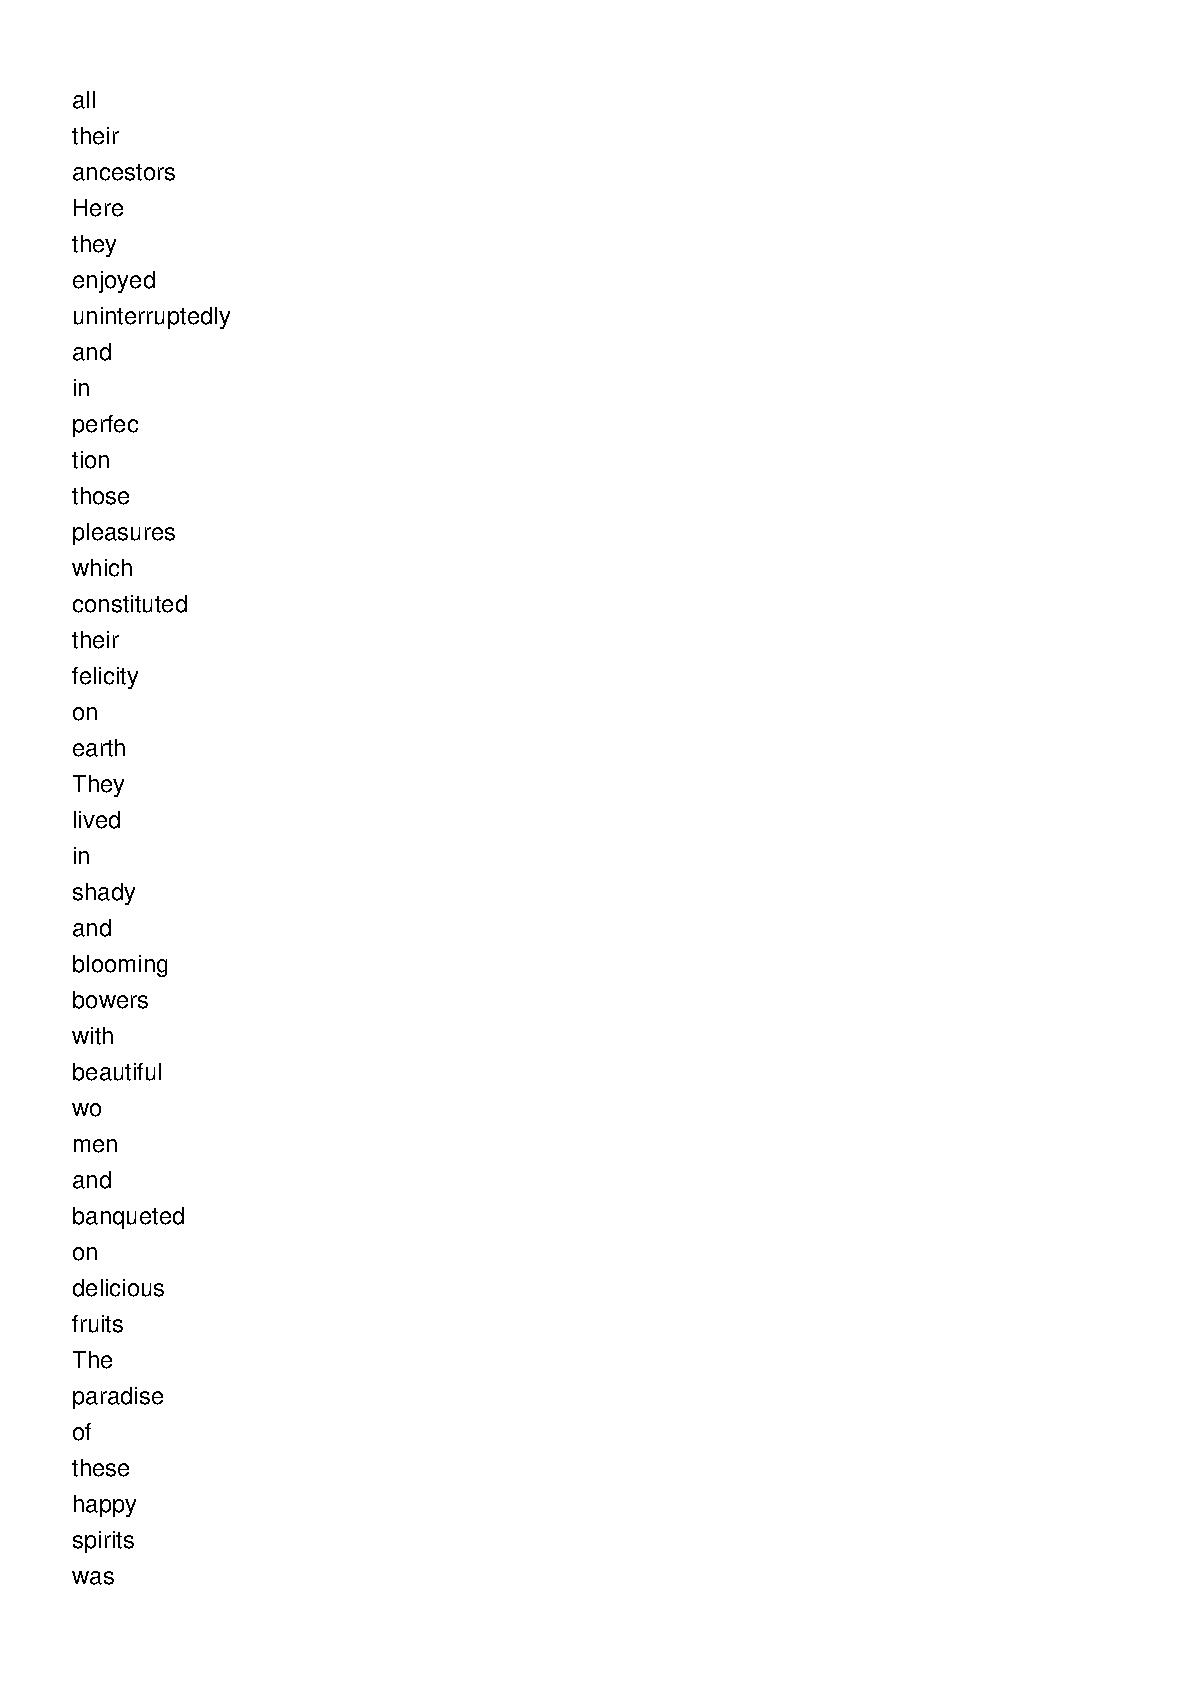 all
their
ancestors
Here
they
enjoyed
uninterruptedly
and
in
perfec
tion
those
pleasures
which
constituted
their
felicity
on
earth
They
lived
in
shady
and
blooming
bowers
with
beautiful
wo
men
and
banqueted
on
delicious
fruits
The
paradise
of
these
happy
spirits
was